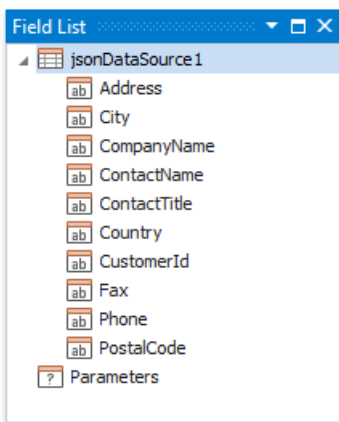 Field List
jsonDataSource1
ab Address
ab City
ab CompanyName
ab ContactName
ab ContactTitle
ab Country
ab CustomerId
ab Fax
ab Phone
ab PostalCode
? Parameters